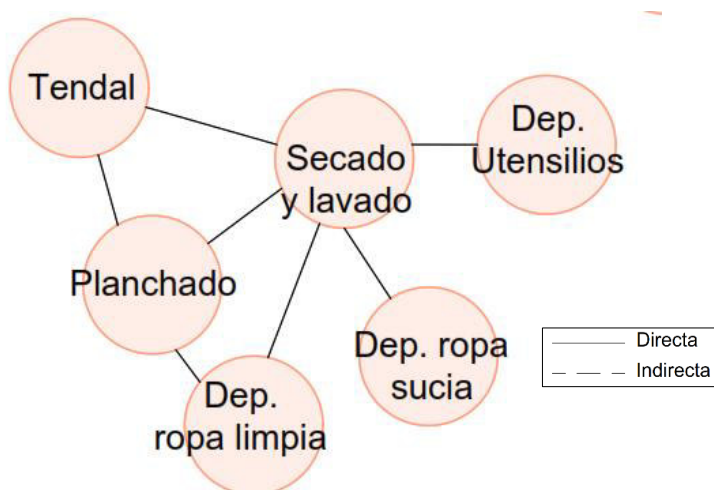 Tendal
Secado
y lavado
Dep.
Utensilios
Planchado
Dep. ropa
sucia
Dep.
ropa limpia
Directa
Indirecta